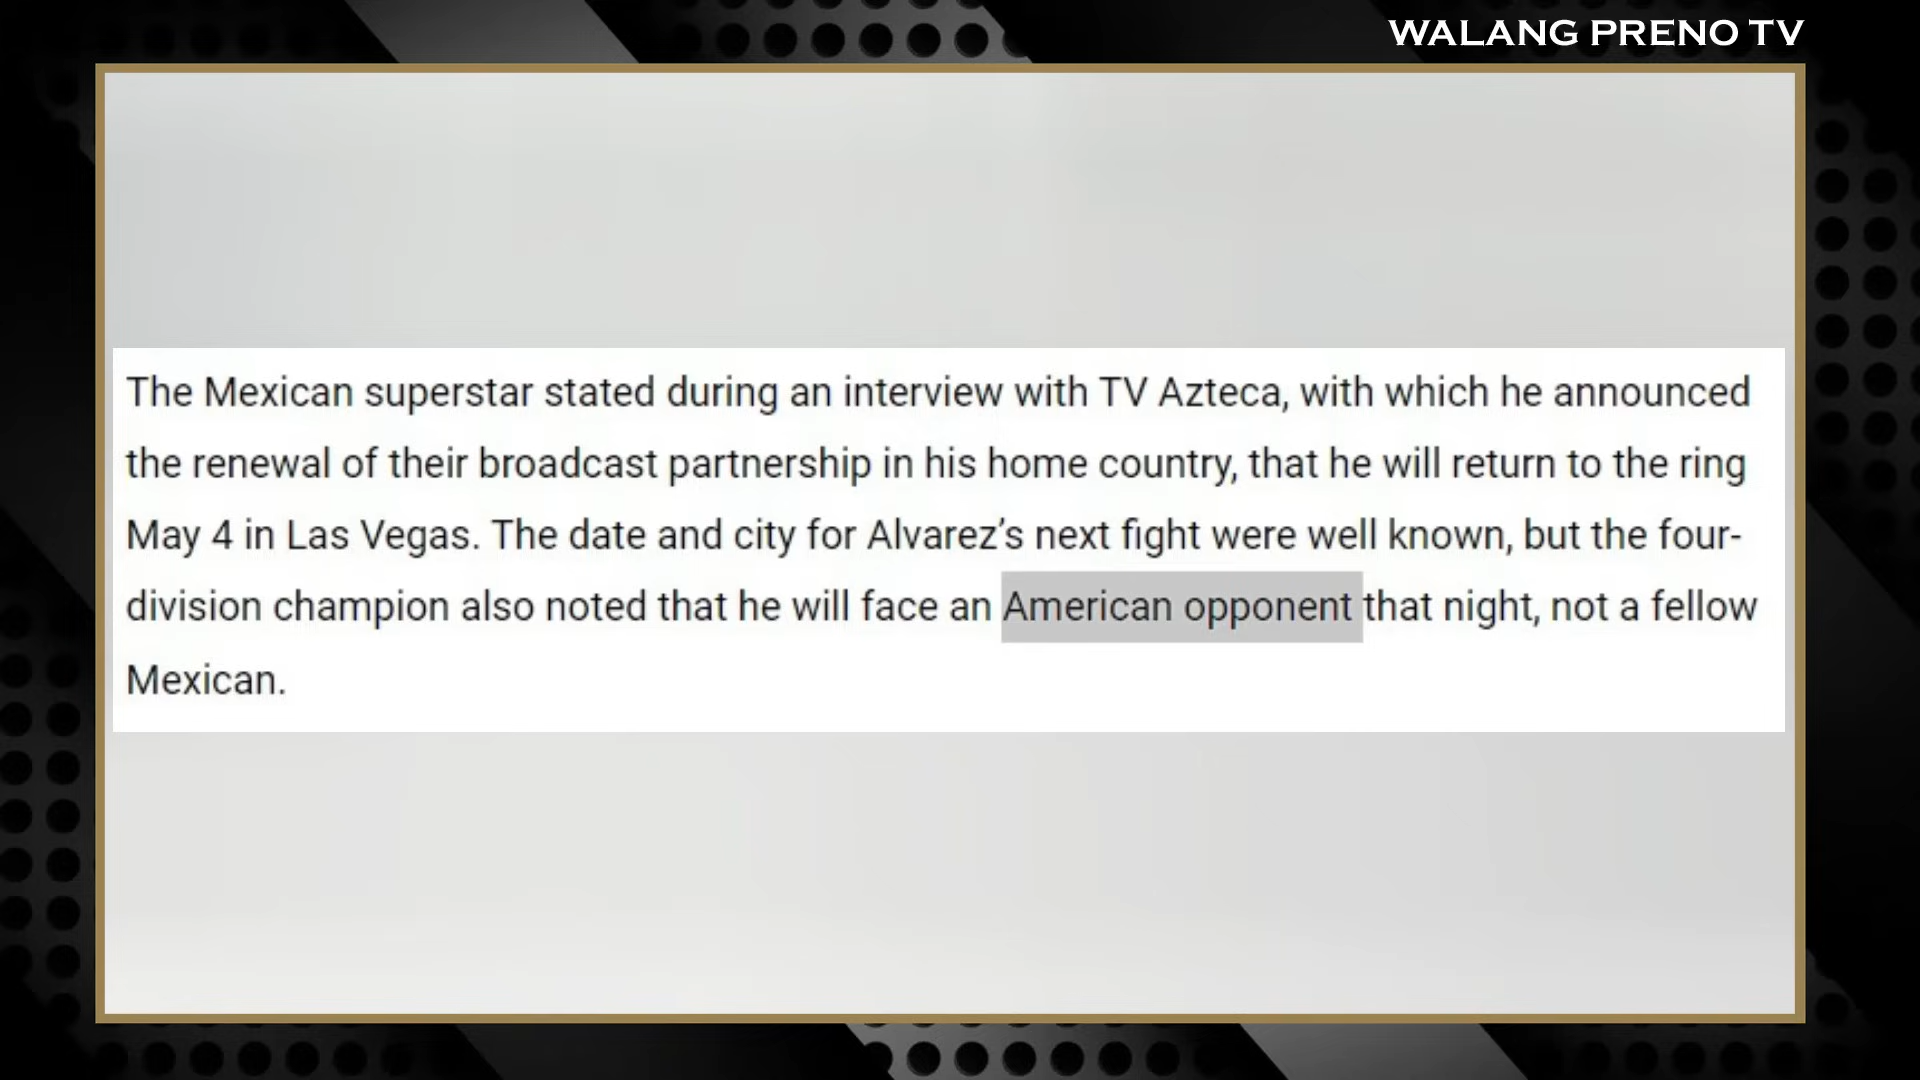 WALANG PRENO TV
The Mexican superstar stated during an interview with TV Azteca, with which he announced
the renewal of their broadcast partnership in his home country, that he will return to the ring
May 4 in Las Vegas. The date and city for Alvarez’s next fight were well known, but the four-
division champion also noted that he will face an American opponent that night, not a fellow
Mexican.